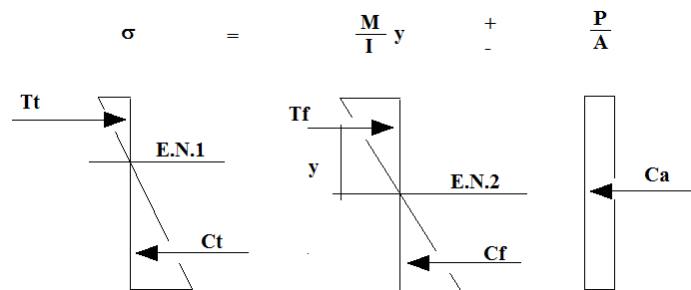 σ = M/I y + - P/A
Tt
Tf
E.N.1
y
E.N.2
Ca
Ct
Cf